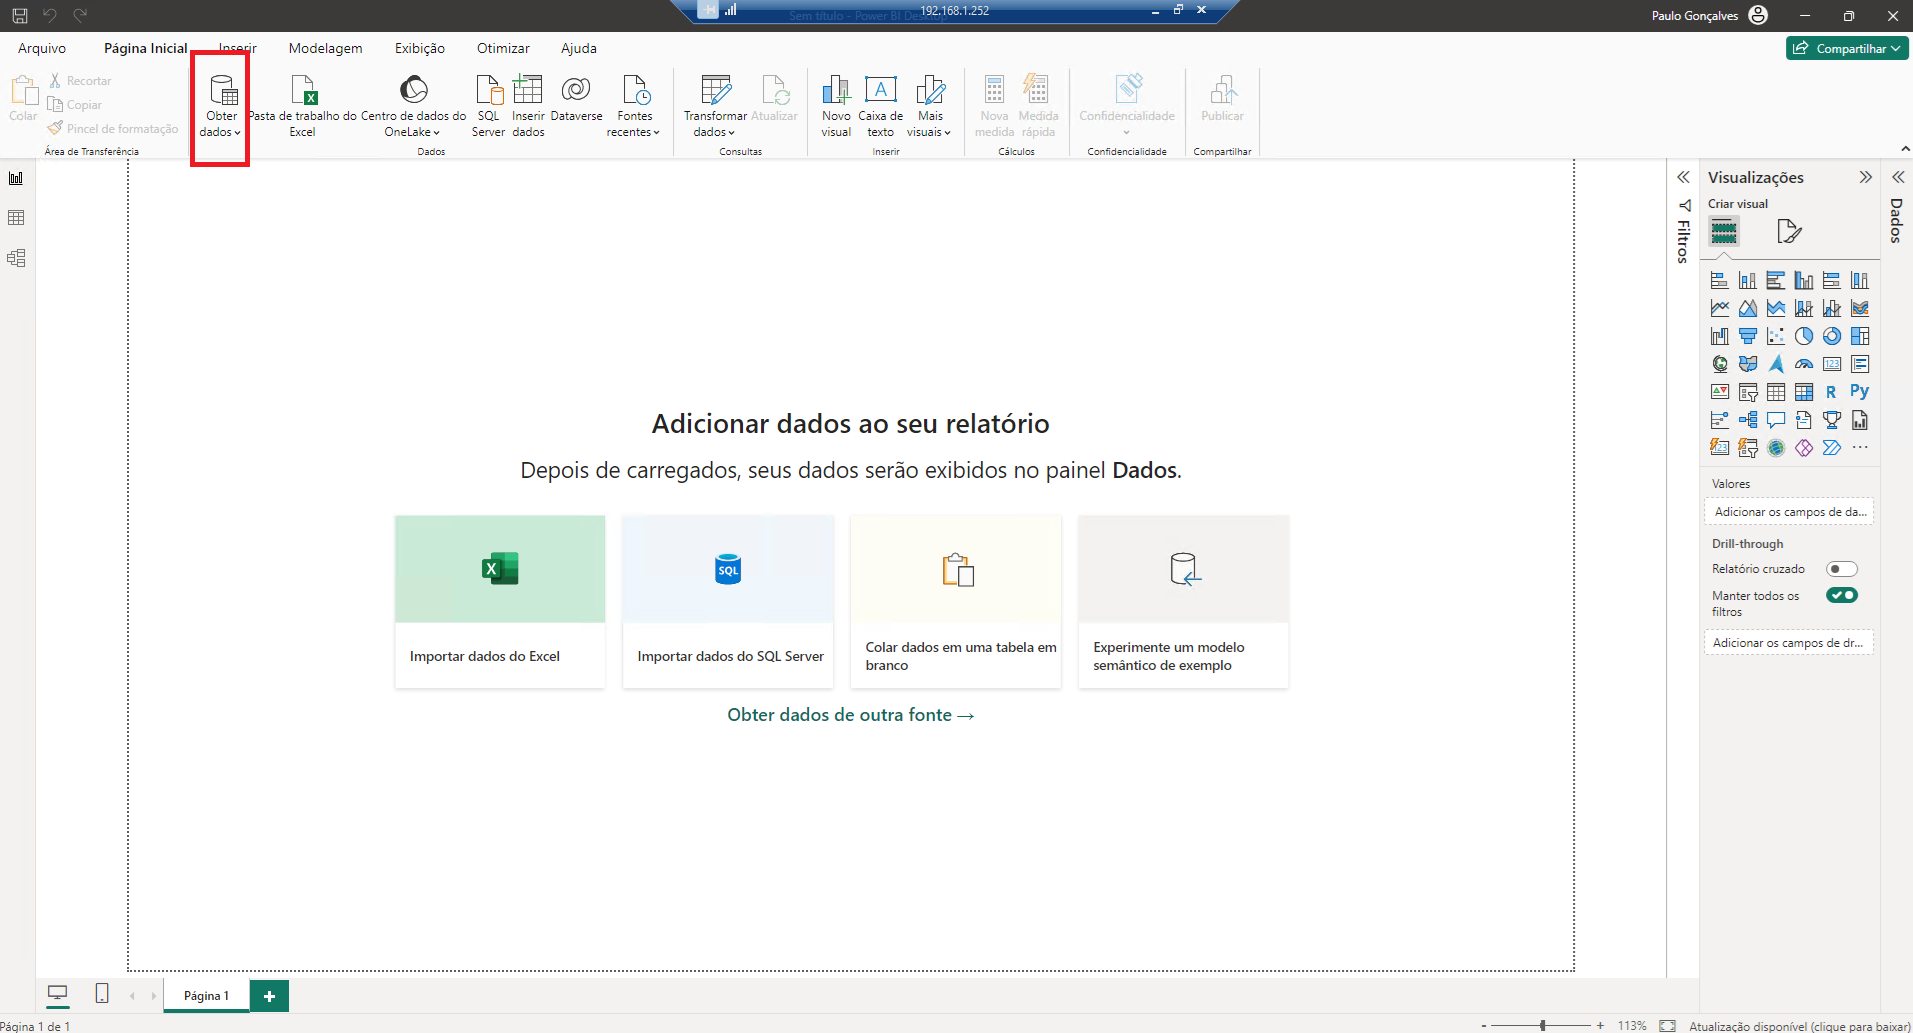 192.168.1.252
Sem título - Power BI Desktop
Paulo Gonçalves
Arquivo
Página Inicial
Inserir
Modelagem
Exibição
Otimizar
Ajuda
Compartilhar
Colar
Recortar
Copiar
Pincel de formatação
Área de Transferência
Obter
dados
Pasta de trabalho do
Excel
Centro de dados do
OneLake
SQL
Server
Inserir
dados
Dataverse
Fontes
recentes
Dados
Transformar
dados
Atualizar
Consultas
Novo
visual
Caixa de
texto
Mais
visuais
Inserir
Nova
medida
Medida
rápida
Cálculos
Confidencialidade
Confidencialidade
Publicar
Compartilhar
Adicionar dados ao seu relatório
Depois de carregados, seus dados serão exibidos no painel Dados.
X
SQL
Importar dados do Excel
Importar dados do SQL Server
Colar dados em uma tabela em
branco
Experimente um modelo
semântico de exemplo
Obter dados de outra fonte →
Filtros
Visualizações
Criar visual
123
R
Py
123
Valores
Adicionar os campos de da...
Drill-through
Relatório cruzado
Manter todos os
filtros
Adicionar os campos de dr...
Dados
Página 1
+
Página 1 de 1
- + 113%
Atualização disponível (clique para baixar)